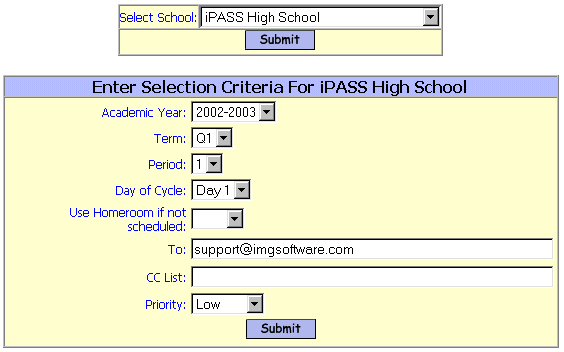 Select School: iPASS High School
Submit
Enter Selection Criteria For iPASS High School
Academic Year: 2002-2003
Term: Q1
Period: 1
Day of Cycle: Day 1
Use Homeroom if not
scheduled:
To: support@imgsoftware.com
CC List:
Priority: Low
Submit